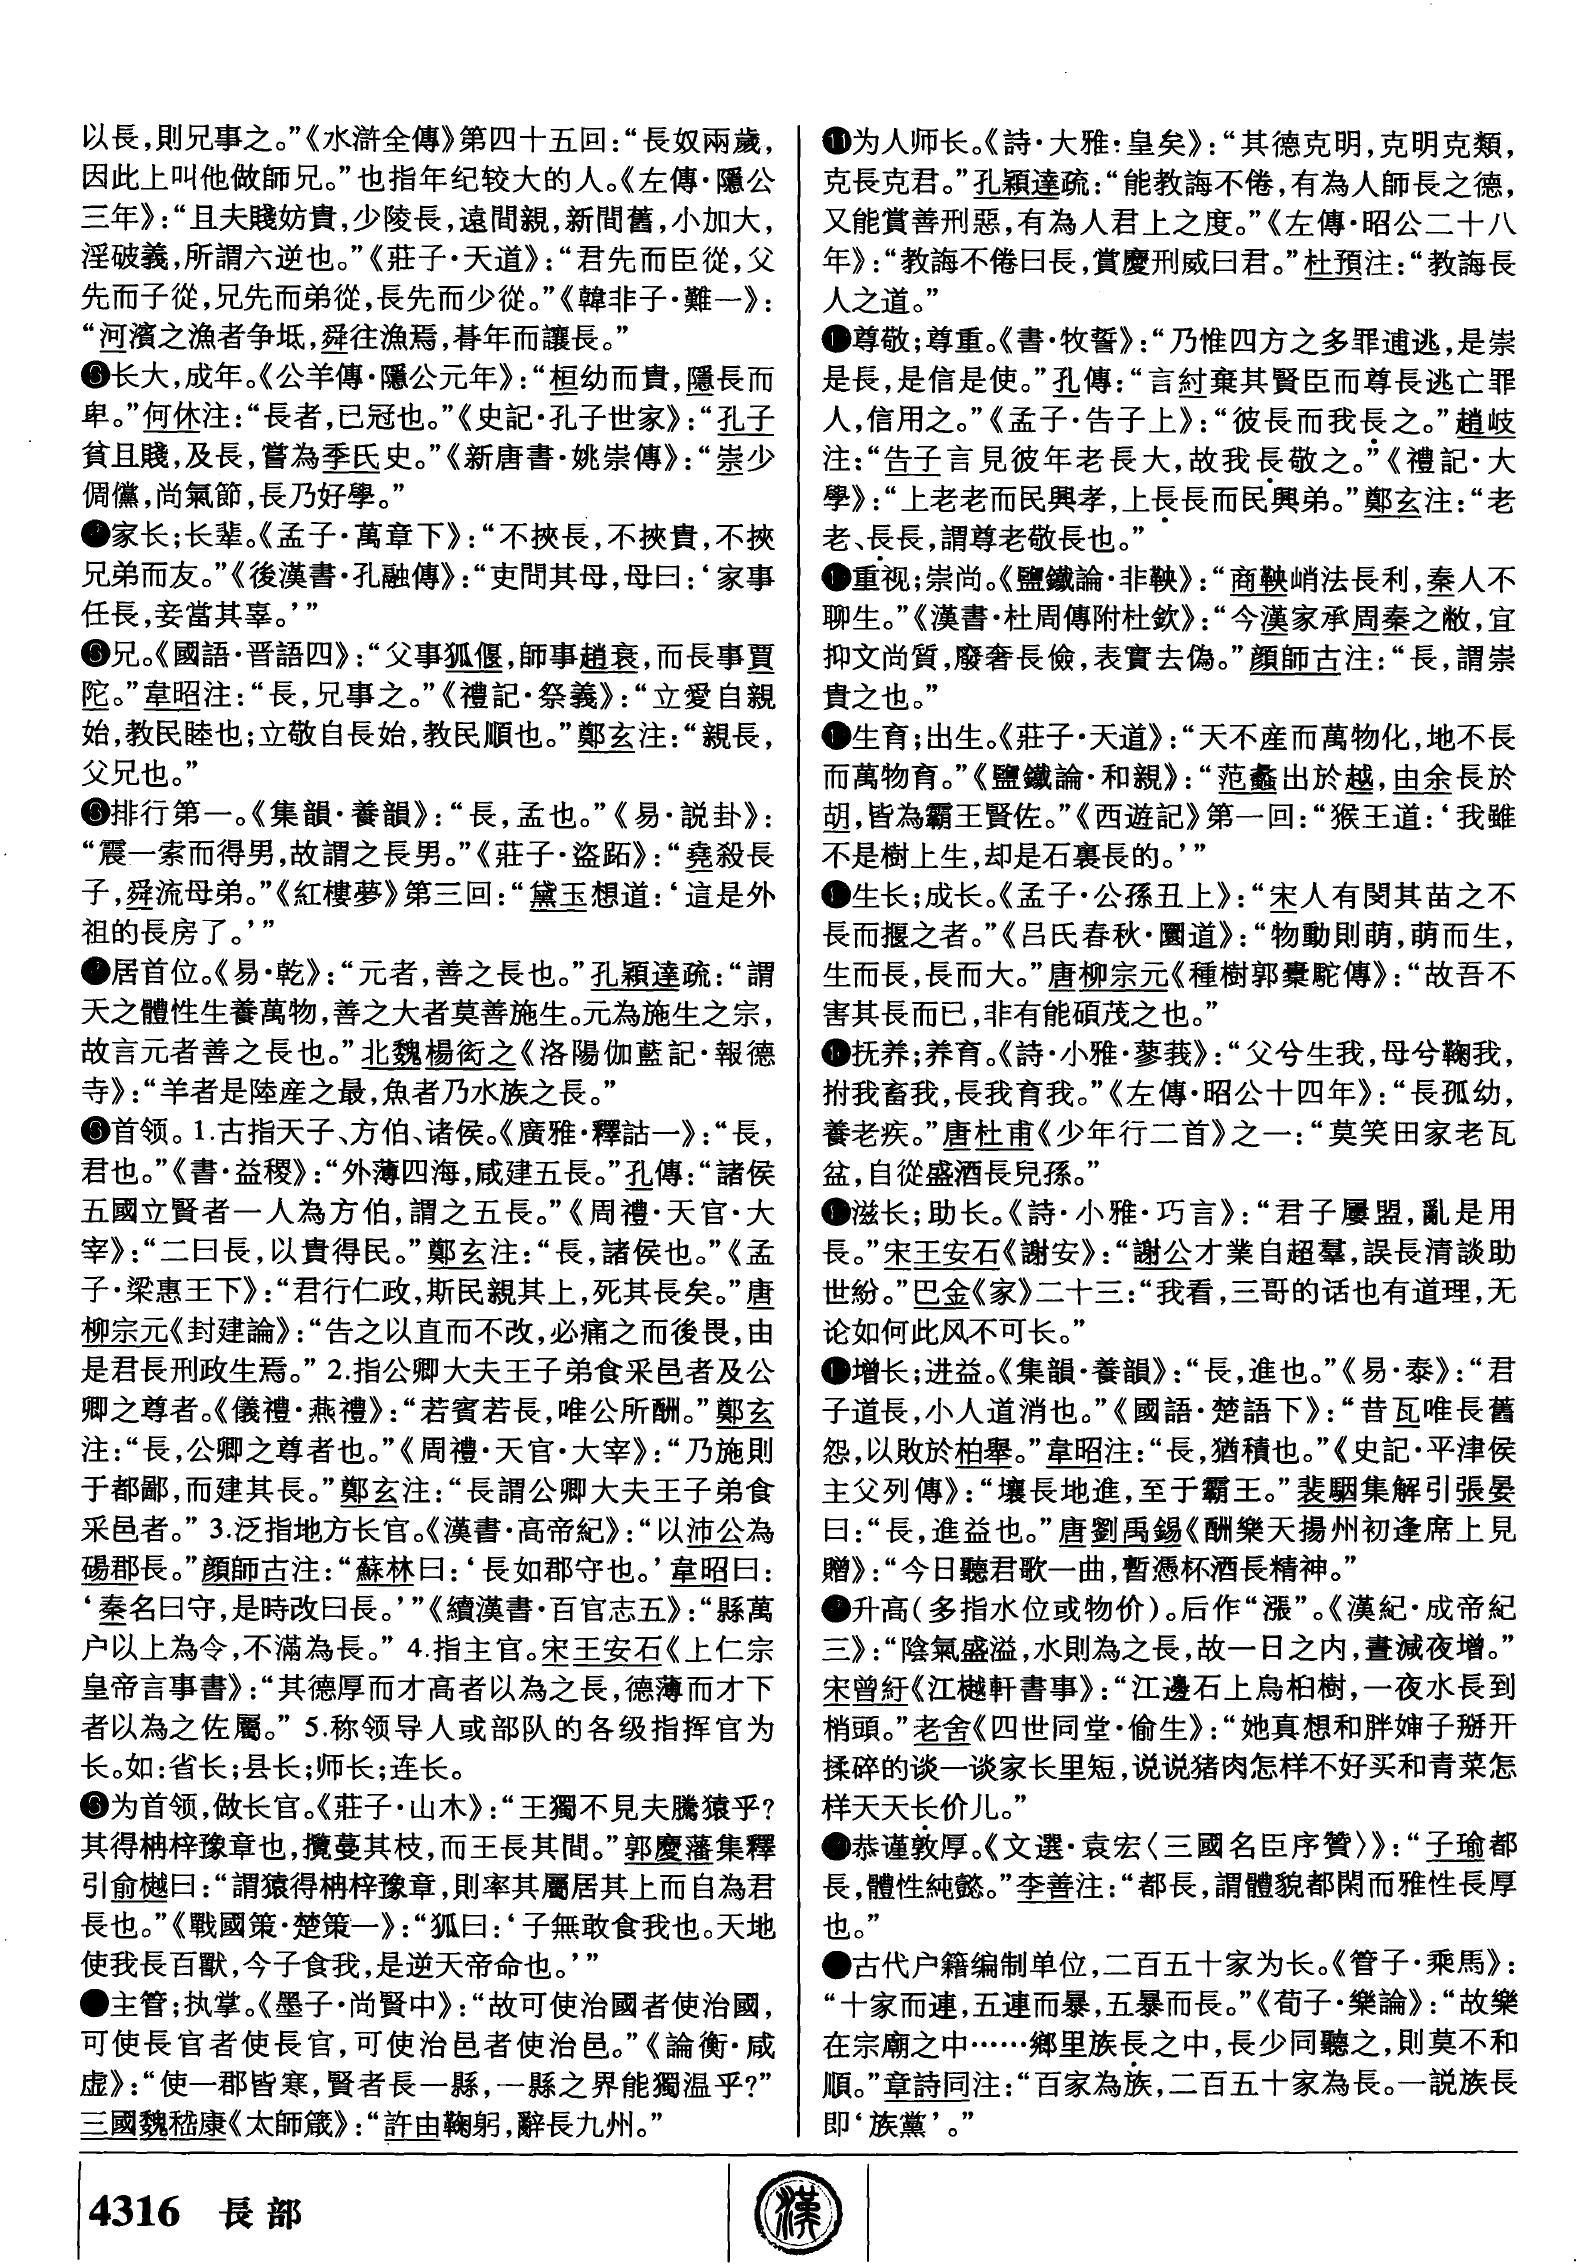 以長，則兄事之。”《水滸全傳》第四十五回：“長奴兩歲，
因此上叫他做師兄。”也指年纪较大的人。《左傳·隱公
三年》：“且夫賤妨貴，少陵長，遠間親，新間舊，小加大，
淫破義，所謂六逆也。”《莊子·天道》：“君先而臣從，父
先而子從，兄先而弟從，長先而少從。”《韓非子·難一》：
“河濱之漁者争坻，舜往漁焉，朞年而讓長。”
❸长大，成年。《公羊傳·隱公元年》：“桓幼而貴，隱長而
卑。”何休注：“長者，已冠也。”《史記·孔子世家》：“孔子
貧且賤，及長，嘗為季氏史。”《新唐書·姚崇傳》：“崇少
倜儻，尚氣節，長乃好學。”
家长；长辈。《孟子·萬章下》：“不挾長，不挾貴，不挾
兄弟而友。”《後漢書·孔融傳》：“吏問其母，母曰：‘家事
任長，妾當其辜。’”
兄。《國語·晋語四》：“父事狐偃，師事趙衰，而長事賈
陀。”韋昭注：“長，兄事之。”《禮記·祭義》：“立愛自親
始，教民睦也；立敬自長始，教民順也。”鄭玄注：“親長，
父兄也。”
排行第一。《集韻·養韻》：“長，孟也。”《易·説卦》：
“震一索而得男，故謂之長男。”《莊子·盜跖》：“堯殺長
子，舜流母弟。”《紅樓夢》第三回：“黛玉想道：‘這是外
祖的長房了。’”
居首位。《易·乾》：“元者，善之長也。”孔穎達疏：“謂
天之體性生養萬物，善之大者莫善施生。元為施生之宗，
故言元者善之長也。”北魏楊衒之《洛陽伽藍記·報德
寺》：“羊者是陸産之最，魚者乃水族之長。”
首领。1.古指天子、方伯、诸侯。《廣雅·釋詁一》：“長，
君也。”《書·益稷》：“外薄四海，咸建五長。”孔傳：“諸侯
五國立賢者一人為方伯，謂之五長。”《周禮·天官·大
宰》：“二曰長，以貴得民。”鄭玄注：“長，諸侯也。”《孟
子·梁惠王下》：“君行仁政，斯民親其上，死其長矣。”唐
柳宗元《封建論》：“告之以直而不改，必痛之而後畏，由
是君長刑政生焉。”2.指公卿大夫王子弟食采邑者及公
卿之尊者。《儀禮·燕禮》：“若賓若長，唯公所酬。”鄭玄
注：“長，公卿之尊者也。”《周禮·天官·大宰》：“乃施則
于都鄙，而建其長。”鄭玄注：“長謂公卿大夫王子弟食
采邑者。”3.泛指地方长官。《漢書·高帝紀》：“以沛公為
碭郡長。”顔師古注：“蘇林曰：‘長如郡守也。’韋昭曰：
‘秦名曰守，是時改曰長。’”《續漢書·百官志五》：“縣萬
户以上為令，不滿為長。”4.指主官。宋王安石《上仁宗
皇帝言事書》：“其德厚而才高者以為之長，德薄而才下
者以為之佐屬。”5.称领导人或部队的各级指挥官为
长。如：省长；县长；师长；连长。
为首领，做长官。《莊子·山木》：“王獨不見夫騰猿乎？
其得柟梓豫章也，攬蔓其枝，而王長其間。”郭慶藩集釋
引俞樾曰：“謂猿得柟梓豫章，則率其屬居其上而自為君
長也。”《戰國策·楚策一》：“狐曰：‘子無敢食我也。天地
使我長百獸，今子食我，是逆天帝命也。’”
主管；执掌。《墨子·尚賢中》：“故可使治國者使治國，
可使長官者使長官，可使治邑者使治邑。”《論衡·咸
虚》：“使一郡皆寒，賢者長一縣，一縣之界能獨温乎？”
三國魏嵇康《太師箴》：“許由鞠躬，辭長九州。”
⓫为人师长。《詩·大雅：皇矣》：“其德克明，克明克類，
克長克君。”孔穎達疏：“能教誨不倦，有為人師長之德，
又能賞善刑惡，有為人君上之度。”《左傳·昭公二十八
年》：“教誨不倦曰長，賞慶刑威曰君。”杜預注：“教誨長
人之道。”
尊敬；尊重。《書·牧誓》：“乃惟四方之多罪逋逃，是崇
是長，是信是使。”孔傳：“言紂棄其賢臣而尊長逃亡罪
人，信用之。”《孟子·告子上》：“彼長而我長之。”趙岐
注：“告子言見彼年老長大，故我長敬之。”《禮記·大
學》：“上老老而民興孝，上長長而民興弟。”鄭玄注：“老
老、長長，謂尊老敬長也。”
重视；崇尚。《鹽鐵論·非鞅》：“商鞅峭法長利，秦人不
聊生。”《漢書·杜周傳附杜欽》：“今漢家承周秦之敝，宜
抑文尚質，廢奢長儉，表實去偽。”顔師古注：“長，謂崇
貴之也。”
生育；出生。《莊子·天道》：“天不産而萬物化，地不長
而萬物育。”《鹽鐵論·和親》：“范蠡出於越，由余長於
胡，皆為霸王賢佐。”《西遊記》第一回：“猴王道：‘我雖
不是樹上生，却是石裏長的。’”
生长；成长。《孟子·公孫丑上》：“宋人有閔其苗之不
長而揠之者。”《吕氏春秋·圜道》：“物動則萌，萌而生，
生而長，長而大。”唐柳宗元《種樹郭橐駝傳》：“故吾不
害其長而已，非有能碩茂之也。”
抚养；养育。《詩·小雅·蓼莪》：“父兮生我，母兮鞠我，
拊我畜我，長我育我。”《左傳·昭公十四年》：“長孤幼，
養老疾。”唐杜甫《少年行二首》之一：“莫笑田家老瓦
盆，自從盛酒長兒孫。”
滋长；助长。《詩·小雅·巧言》：“君子屢盟，亂是用
長。”宋王安石《謝安》：“謝公才業自超羣，誤長清談助
世紛。”巴金《家》二十三：“我看，三哥的话也有道理，无
论如何此风不可长。”
增长；进益。《集韻·養韻》：“長，進也。”《易·泰》：“君
子道長，小人道消也。”《國語·楚語下》：“昔瓦唯長舊
怨，以敗於柏舉。”韋昭注：“長，猶積也。”《史記·平津侯
主父列傳》：“壤長地進，至于霸王。”裴駰集解引張晏
曰：“長，進益也。”唐劉禹錫《酬樂天揚州初逢席上見
贈》：“今日聽君歌一曲，暫憑杯酒長精神。”
升高（多指水位或物价）。后作“漲”。《漢紀·成帝紀
三》：“陰氣盛溢，水則為之長，故一日之内，晝減夜增。”
宋曾紆《江樾軒書事》：“江邊石上烏桕樹，一夜水長到
梢頭。”老舍《四世同堂·偷生》：“她真想和胖婶子掰开
揉碎的谈一谈家长里短，说说猪肉怎样不好买和青菜怎
样天天长价儿。”
恭谨敦厚。《文選·袁宏〈三國名臣序贊〉》：“子瑜都
長，體性純懿。”李善注：“都長，謂體貌都閑而雅性長厚
也。”
古代户籍编制单位，二百五十家为长。《管子·乘馬》：
“十家而連，五連而暴，五暴而長。”《荀子·樂論》：“故樂
在宗廟之中……鄉里族長之中，長少同聽之，則莫不和
順。”章詩同注：“百家為族，二百五十家為長。一説族長
即‘族黨’。”
4316 長部
漢